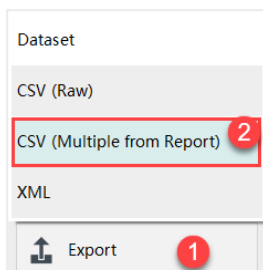 Dataset
CSV (Raw)
CSV (Multiple from Report) 2
XML
Export 1